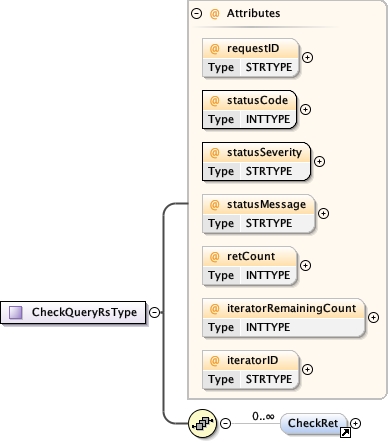 @ Attributes
@ requestID
Type STRTYPE
@ statusCode
Type INTTYPE
@ statusSeverity
Type STRTYPE
@ statusMessage
Type STRTYPE
@ retCount
Type INTTYPE
CheckQueryRsType
@ iteratorRemainingCount
Type INTTYPE
@ iteratorID
Type STRTYPE
0..∞
CheckRet